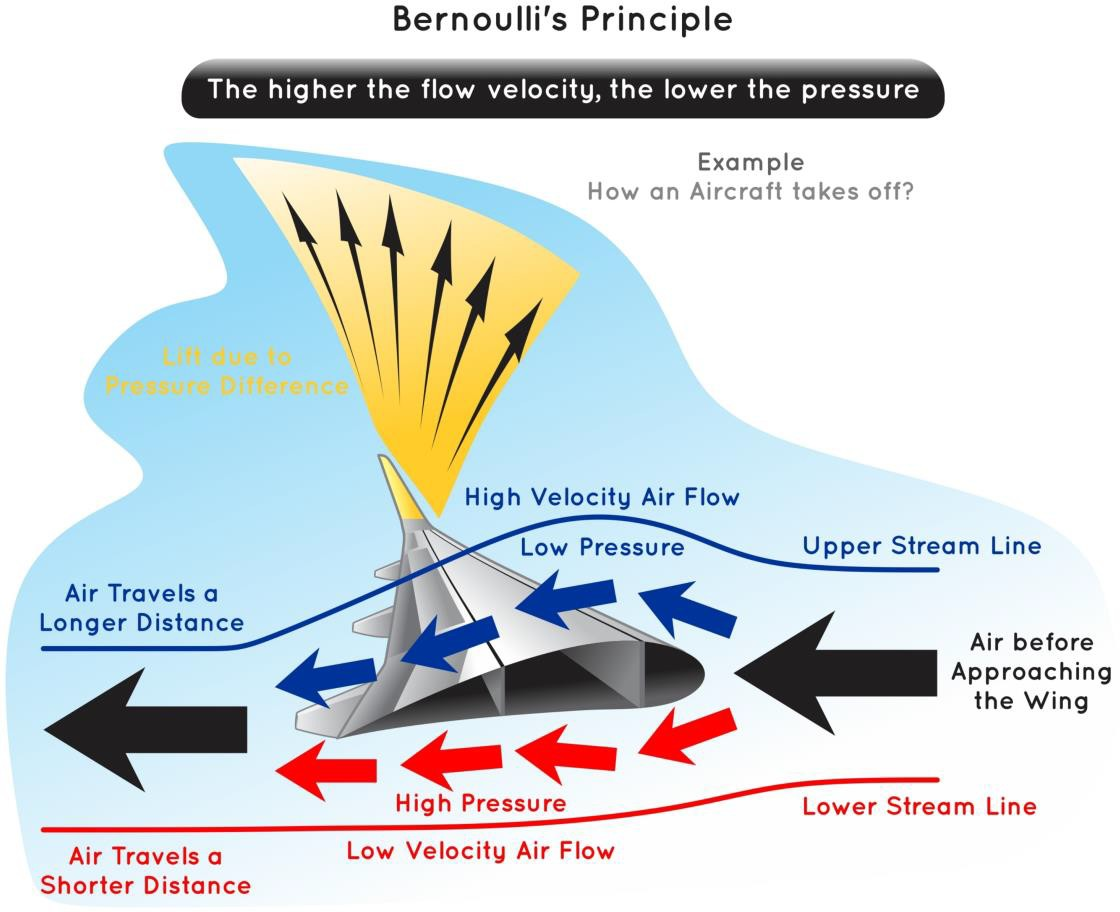 Bernoulli's Principle
The higher the flow velocity, the lower the pressure
Example
How an Aircraft takes off?
Lift due to
Pressure Difference
High Velocity Air Flow
Low Pressure
Upper Stream Line
Air Travels a
Longer Distance
Air before
Approaching
the Wing
High Pressure
Lower Stream Line
Low Velocity Air Flow
Air Travels a
Shorter Distance